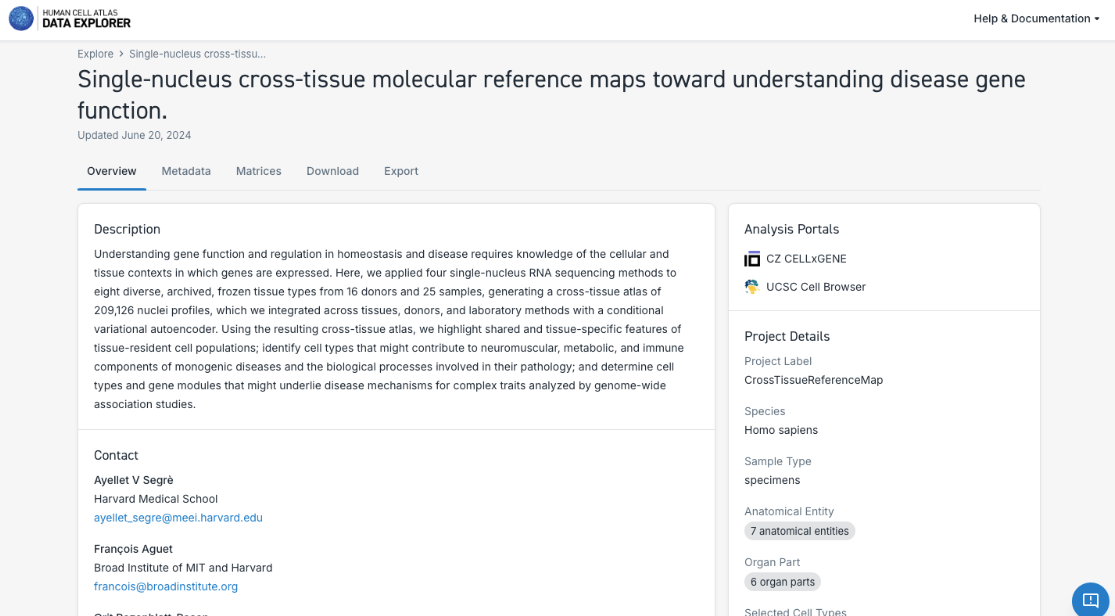 HUMAN CELL ATLAS
DATA EXPLORER
Help & Documentation
Explore > Single-nucleus cross-tissu...
Single-nucleus cross-tissue molecular reference maps toward understanding disease gene
function.
Updated June 20, 2024
Overview Metadata Matrices Download Export
Description
Understanding gene function and regulation in homeostasis and disease requires knowledge of the cellular and
tissue contexts in which genes are expressed. Here, we applied four single-nucleus RNA sequencing methods to
eight diverse, archived, frozen tissue types from 16 donors and 25 samples, generating a cross-tissue atlas of
209,126 nuclei profiles, which we integrated across tissues, donors, and laboratory methods with a conditional
variational autoencoder. Using the resulting cross-tissue atlas, we highlight shared and tissue-specific features of
tissue-resident cell populations; identify cell types that might contribute to neuromuscular, metabolic, and immune
components of monogenic diseases and the biological processes involved in their pathology; and determine cell
types and gene modules that might underlie disease mechanisms for complex traits analyzed by genome-wide
association studies.
Contact
Ayellet V Segrè
Harvard Medical School
ayellet_segre@meei.harvard.edu
François Aguet
Broad Institute of MIT and Harvard
francois@broadinstitute.org
Analysis Portals
CZ CELLxGENE
UCSC Cell Browser
Project Details
Project Label
CrossTissueReferenceMap
Species
Homo sapiens
Sample Type
specimens
Anatomical Entity
7 anatomical entities
Organ Part
6 organ parts
Selected Cell Types